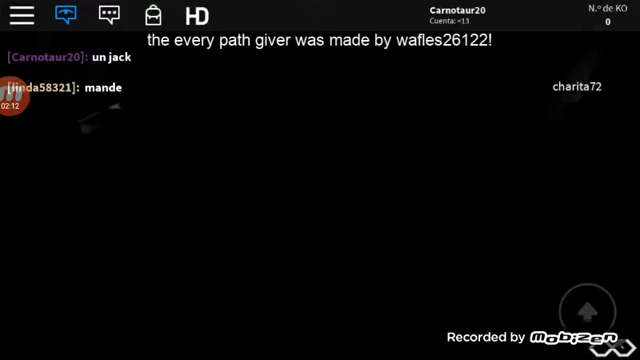 HD
Carnotaur20
Cuenta: <13
N.º de KO
0
the every path giver was made by wafles26122!
[Carnotaur20]: un jack
[linda58321]: mande
charita72
02:12
Recorded by
Mobizen